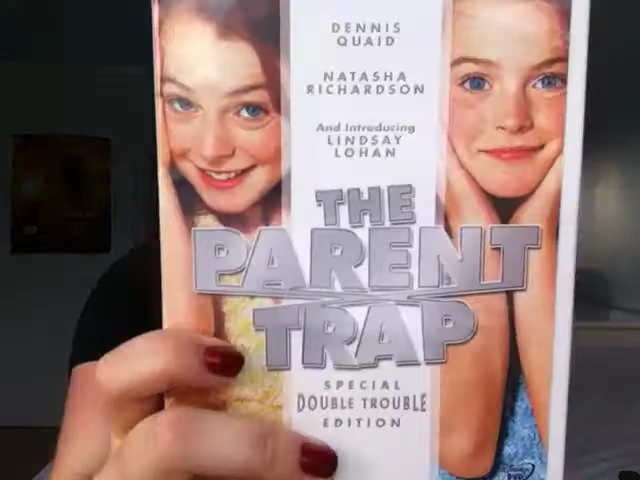 DENNIS
QUAID
NATASHA
RICHARDSON
And Introducing
LINDSAY
LOHAN
THE
PARENT
TRAP
SPECIAL
DOUBLE TROUBLE
EDITION